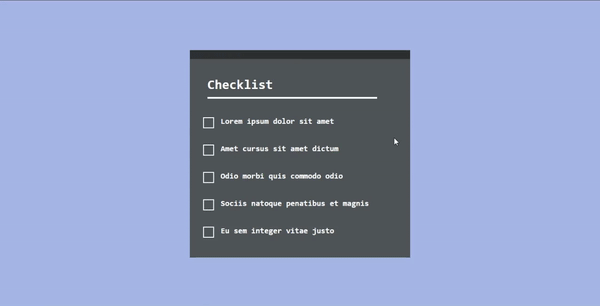 Checklist
Lorem ipsum dolor sit amet
Amet cursus sit amet dictum
Odio morbi quis commodo odio
Sociis natoque penatibus et magnis
Eu sem integer vitae justo